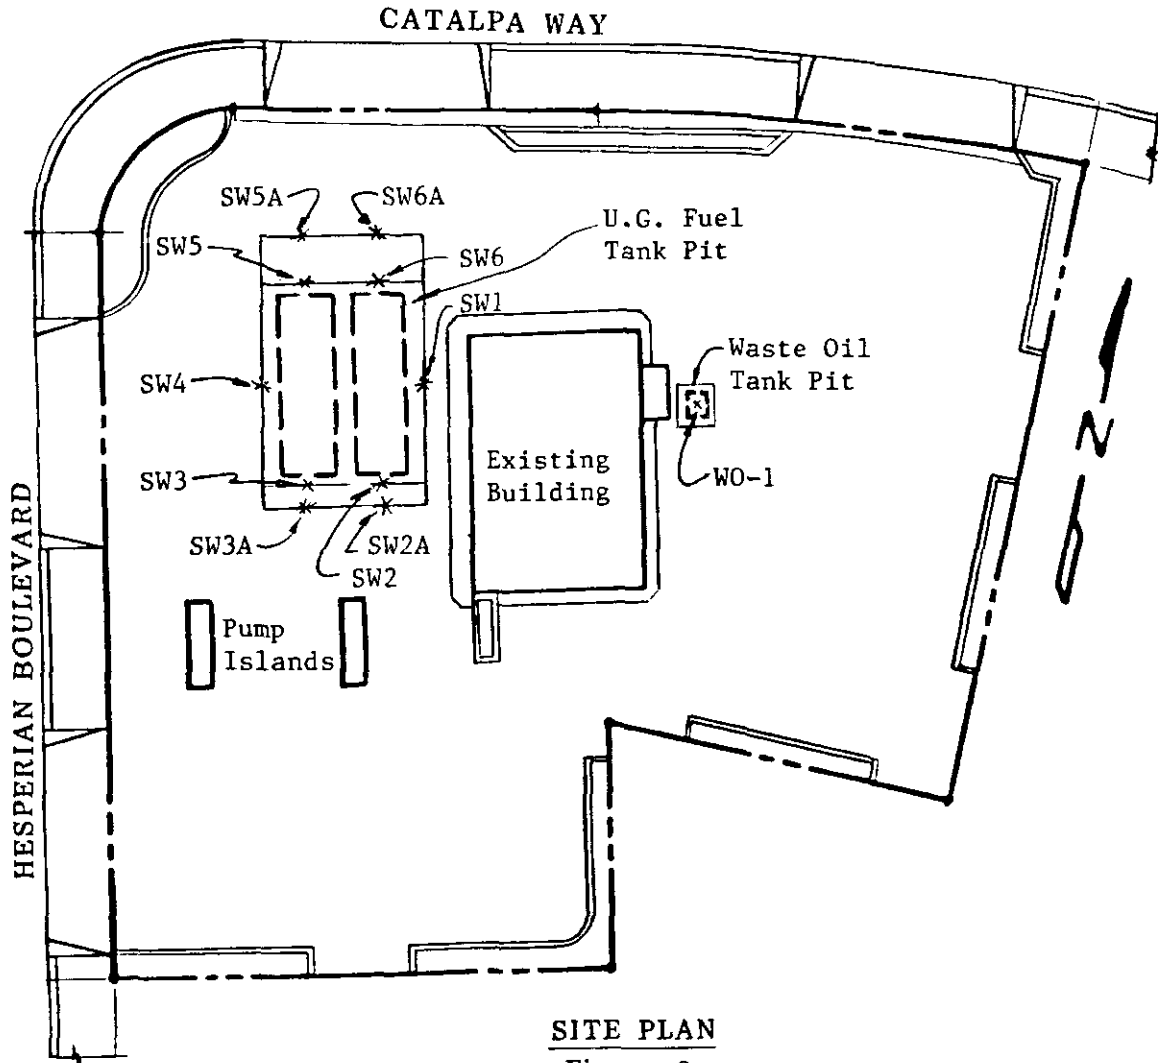 CATALPA WAY
SW5A
SW6A
U.G. Fuel
Tank Pit
SW5
SW6
SW1
Waste Oil
Tank Pit
SW4
N
Existing
Building
SW3
WO-1
SW3A
SW2A
SW2
Pump
Islands
HESPERIAN BOULEVARD
SITE PLAN